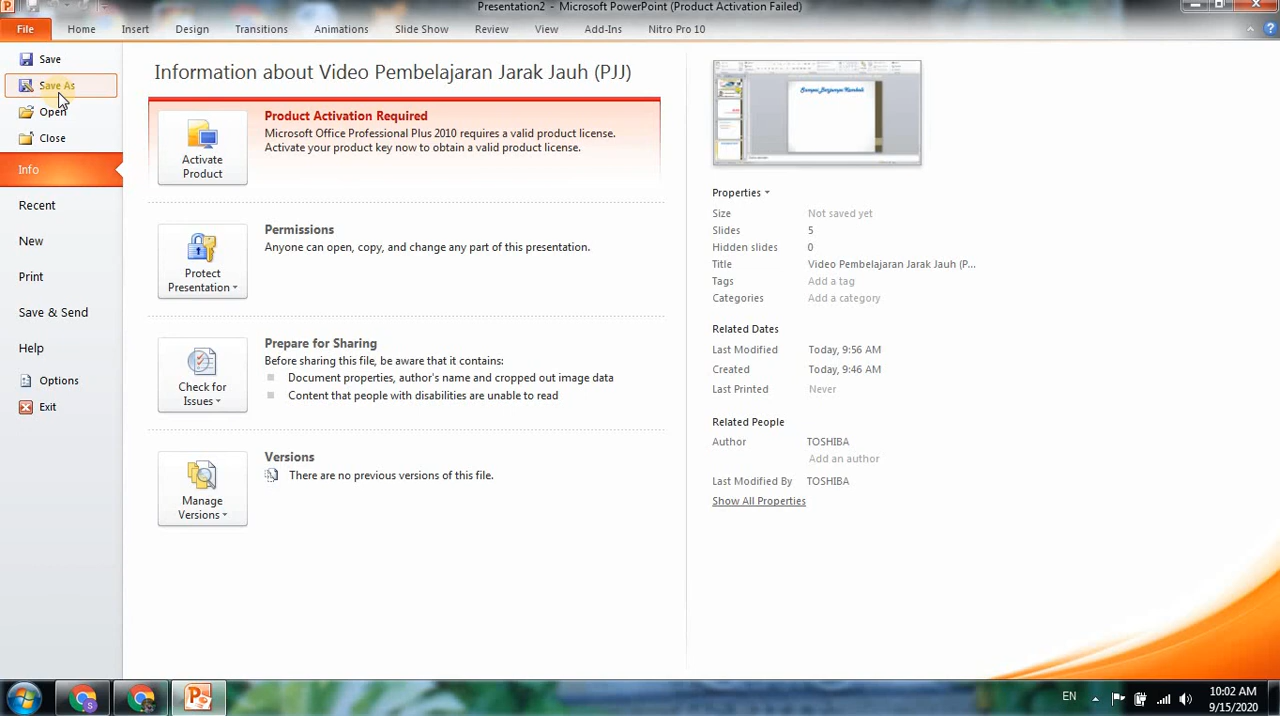 Presentation2 - Microsoft PowerPoint (Product Activation Failed)
File Home Insert Design Transitions Animations Slide Show Review View Add-Ins Nitro Pro 10
Save
Save As
Open
Close
Info
Recent
New
Print
Save & Send
Help
Options
Exit
Information about Video Pembelajaran Jarak Jauh (PJJ)
Activate
Product
Product Activation Required
Microsoft Office Professional Plus 2010 requires a valid product license.
Activate your product key now to obtain a valid product license.
Protect
Presentation
Permissions
Anyone can open, copy, and change any part of this presentation.
Check for
Issues
Prepare for Sharing
Before sharing this file, be aware that it contains:
Document properties, author's name and cropped out image data
Content that people with disabilities are unable to read
Manage
Versions
Versions
There are no previous versions of this file.
Sampai Berjumpa Kembali
Properties
Size Not saved yet
Slides 5
Hidden slides 0
Title Video Pembelajaran Jarak Jauh (P...
Tags Add a tag
Categories Add a category
Related Dates
Last Modified Today, 9:56 AM
Created Today, 9:46 AM
Last Printed Never
Related People
Author TOSHIBA
Add an author
Last Modified By TOSHIBA
Show All Properties
EN
10:02 AM
9/15/2020